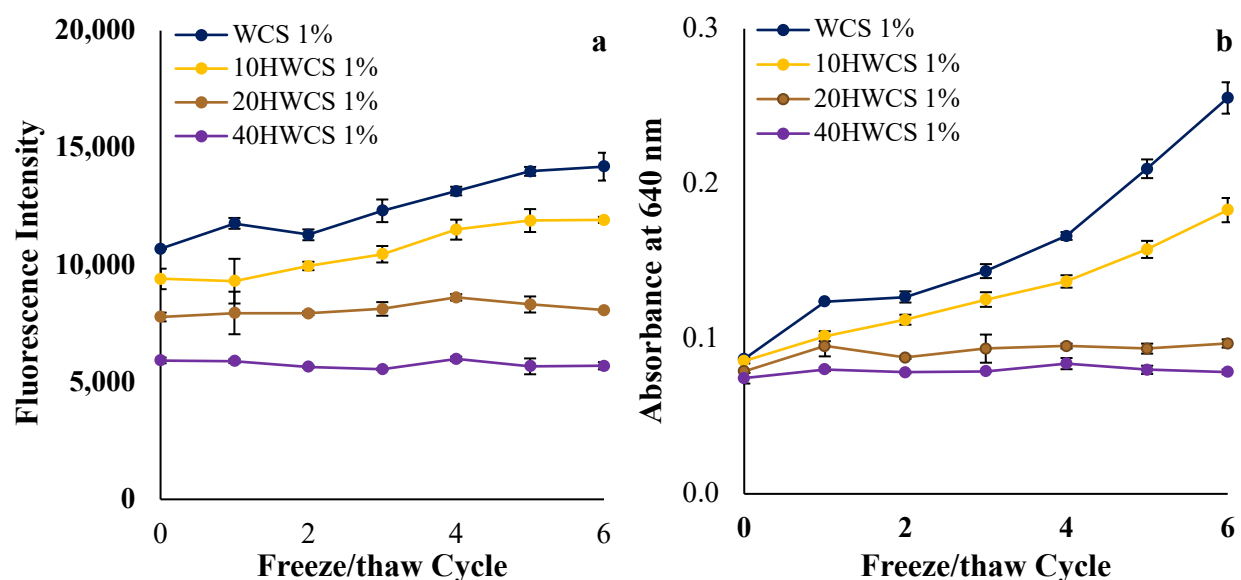 a
WCS 1%
10HWCS 1%
20HWCS 1%
40HWCS 1%
Fluorescence Intensity
20,000
15,000
10,000
5,000
0
0 2 4 6
Freeze/thaw Cycle
b
WCS 1%
10HWCS 1%
20HWCS 1%
40HWCS 1%
Absorbance at 640 nm
0.3
0.2
0.1
0.0
0 2 4 6
Freeze/thaw Cycle